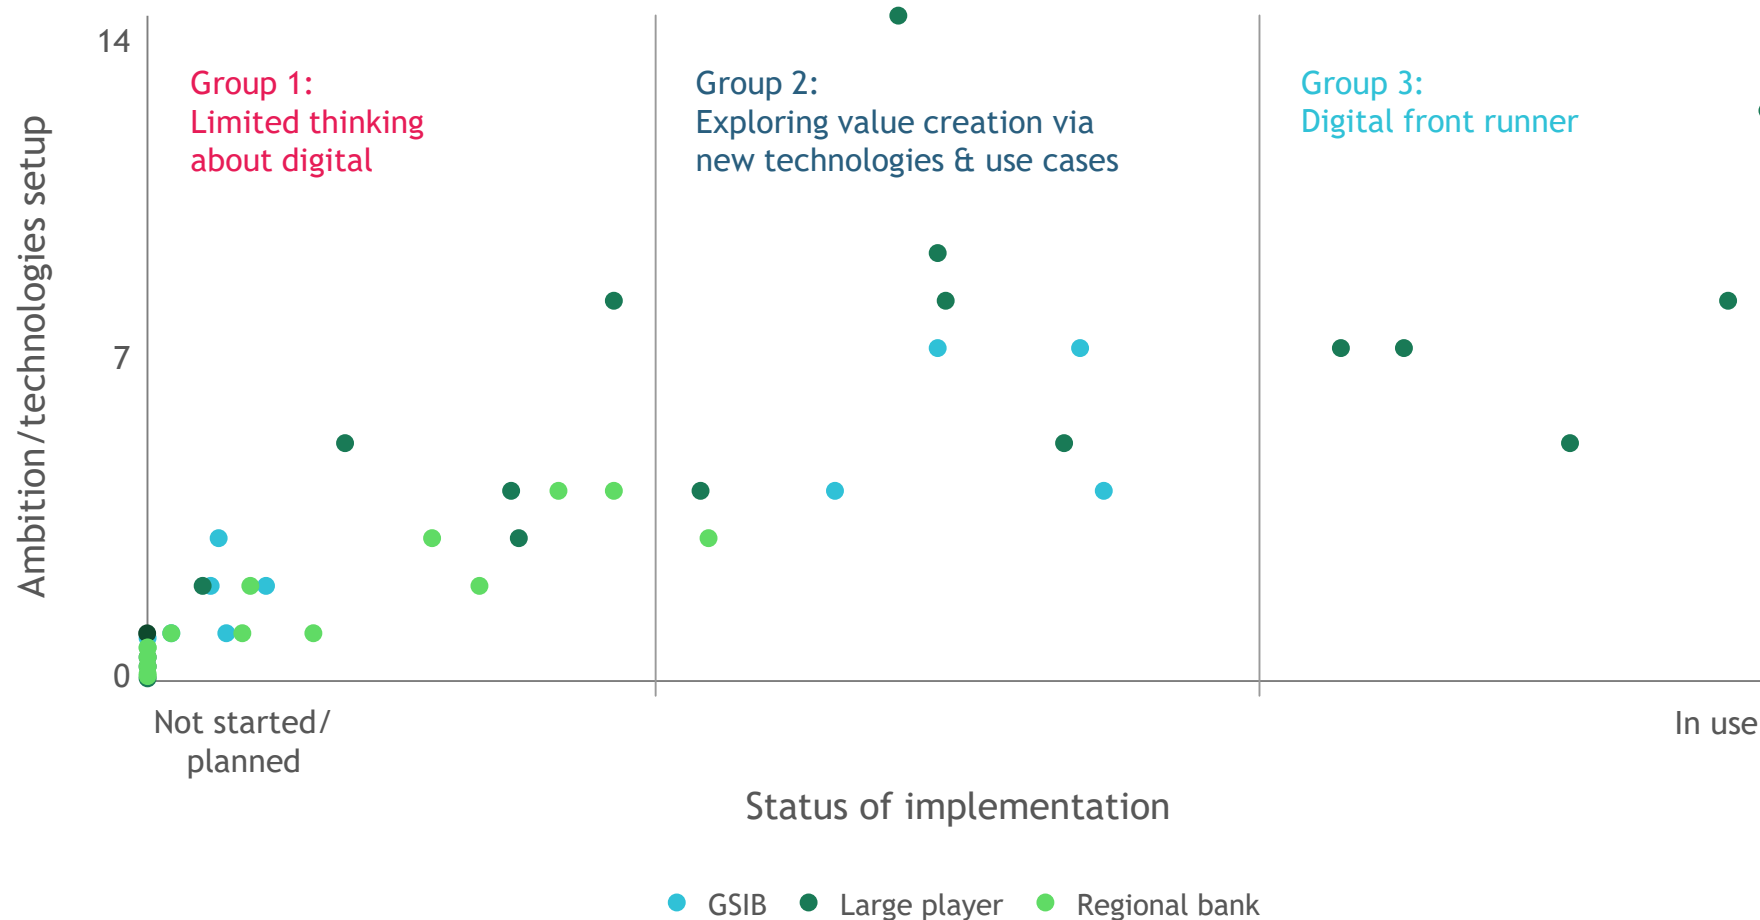 14
Group 1:
Limited thinking
about digital
Group 2:
Exploring value creation via
new technologies & use cases
Group 3:
Digital front runner
Ambition/technologies setup
7
0
Not started/
planned
In use
Status of implementation
GSIB
Large player
Regional bank